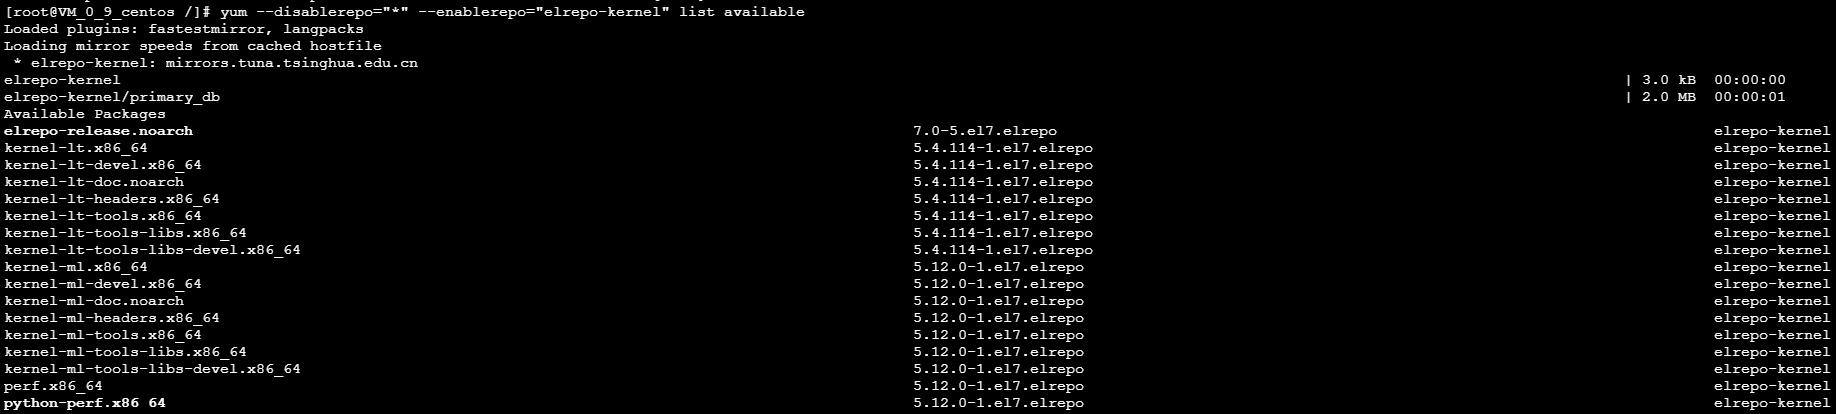 [root@VM_0_9_centos /]# yum --disablerepo="*" --enablerepo="elrepo-kernel" list available
Loaded plugins: fastestmirror, langpacks
Loading mirror speeds from cached hostfile
 * elrepo-kernel: mirrors.tuna.tsinghua.edu.cn
elrepo-kernel | 3.0 kB 00:00:00
elrepo-kernel/primary_db | 2.0 MB 00:00:01
Available Packages
elrepo-release.noarch 7.0-5.el7.elrepo elrepo-kernel
kernel-lt.x86_64 5.4.114-1.el7.elrepo elrepo-kernel
kernel-lt-devel.x86_64 5.4.114-1.el7.elrepo elrepo-kernel
kernel-lt-doc.noarch 5.4.114-1.el7.elrepo elrepo-kernel
kernel-lt-headers.x86_64 5.4.114-1.el7.elrepo elrepo-kernel
kernel-lt-tools.x86_64 5.4.114-1.el7.elrepo elrepo-kernel
kernel-lt-tools-libs.x86_64 5.4.114-1.el7.elrepo elrepo-kernel
kernel-lt-tools-libs-devel.x86_64 5.4.114-1.el7.elrepo elrepo-kernel
kernel-ml.x86_64 5.12.0-1.el7.elrepo elrepo-kernel
kernel-ml-devel.x86_64 5.12.0-1.el7.elrepo elrepo-kernel
kernel-ml-doc.noarch 5.12.0-1.el7.elrepo elrepo-kernel
kernel-ml-headers.x86_64 5.12.0-1.el7.elrepo elrepo-kernel
kernel-ml-tools.x86_64 5.12.0-1.el7.elrepo elrepo-kernel
kernel-ml-tools-libs.x86_64 5.12.0-1.el7.elrepo elrepo-kernel
kernel-ml-tools-libs-devel.x86_64 5.12.0-1.el7.elrepo elrepo-kernel
perf.x86_64 5.12.0-1.el7.elrepo elrepo-kernel
python-perf.x86_64 5.12.0-1.el7.elrepo elrepo-kernel